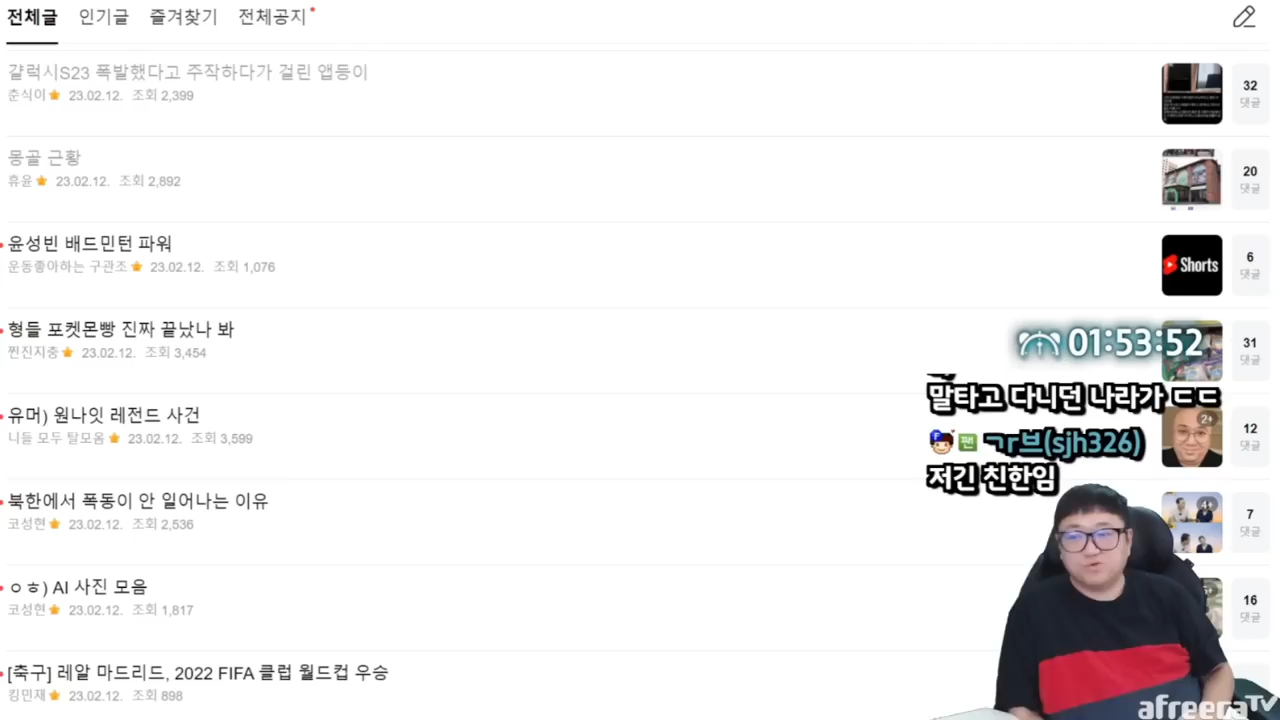 전체글 인기글 즐겨찾기 전체공지
갤럭시S23 폭발했다고 주작하다가 걸린 앱등이
춘식이 23.02.12. 조회 2,399
32
댓글
몽골 근황
휴윤 23.02.12. 조회 2,892
20
댓글
윤성빈 배드민턴 파워
운동좋아하는 구관조 23.02.12. 조회 1,076
Shorts
6
댓글
형들 포켓몬빵 진짜 끝났나 봐
찐진지충 23.02.12. 조회 3,454
01:53:52
31
댓글
말타고 다니던 나라가 ㄷㄷ
유머) 원나잇 레전드 사건
니들 모두 탈모옴 23.02.12. 조회 3,599
2+
12
댓글
팬 ㄱr브(sjh326)
저긴 친한임
북한에서 폭동이 안 일어나는 이유
코성현 23.02.12. 조회 2,536
4+
7
댓글
ㅇㅎ) AI 사진 모음
코성현 23.02.12. 조회 1,817
16
댓글
[축구] 레알 마드리드, 2022 FIFA 클럽 월드컵 우승
킹민재 23.02.12. 조회 898
afreecaTV